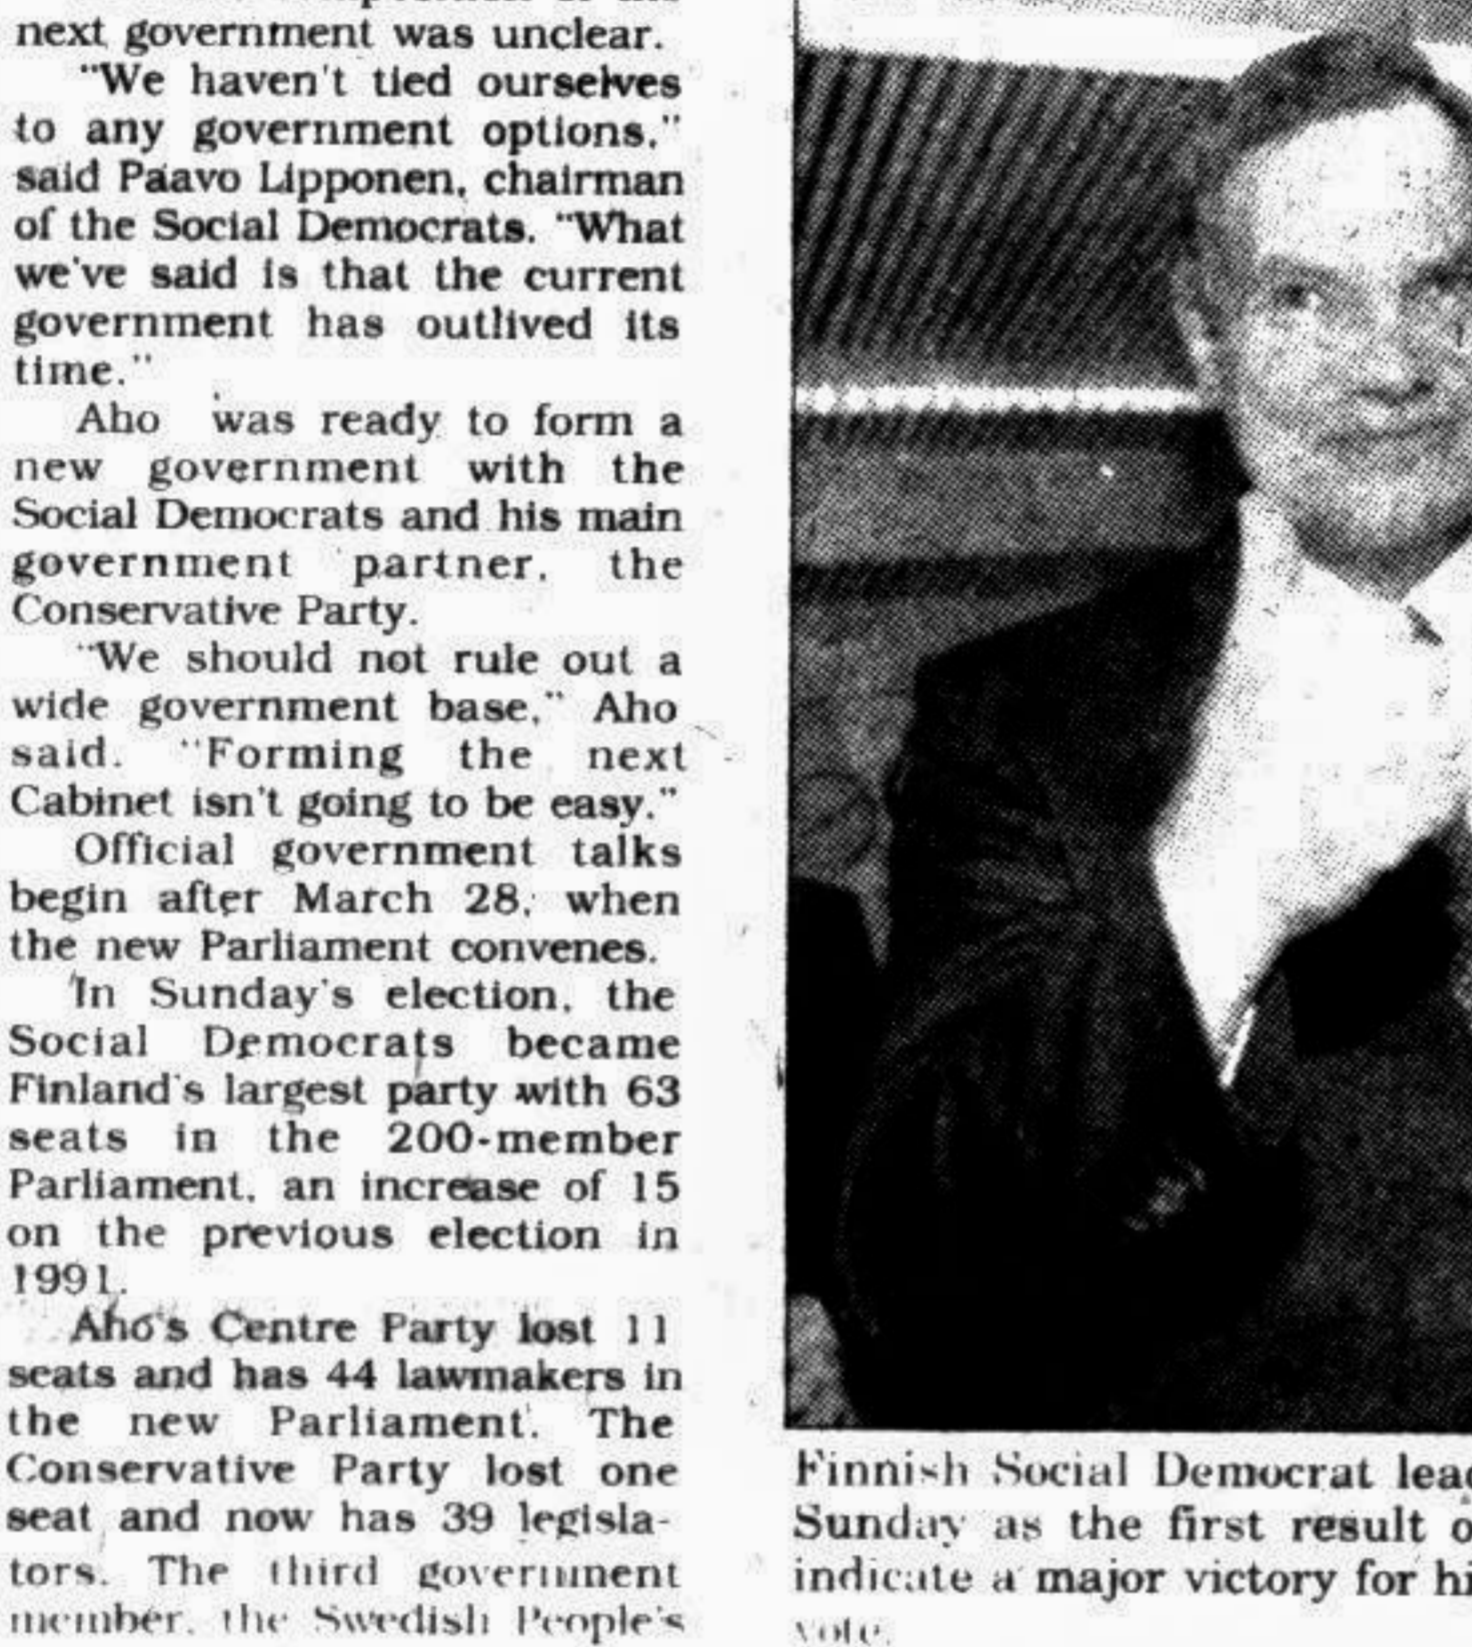 next government was unclear.
"We haven't tied ourselves
to any government options,"
said Paavo Lipponen, chairman
of the Social Democrats. "What
we've said is that the current
government has outlived its
time."
Aho was ready to form a
new government with the
Social Democrats and his main
government partner, the
Conservative Party.
"We should not rule out a
wide government base," Aho
said. "Forming the next
Cabinet isn't going to be easy."
Official government talks
begin after March 28, when
the new Parliament convenes.
In Sunday's election, the
Social Democrats became
Finland's largest party with 63
seats in the 200-member
Parliament, an increase of 15
on the previous election in
1991.
Aho's Centre Party lost 11
seats and has 44 lawmakers in
the new Parliament. The
Conservative Party lost one
seat and now has 39 legisla-
tors. The third government
member, the Swedish People's
Finnish Social Democrat lea
Sunday as the first result o
indicate a major victory for hi
vote.